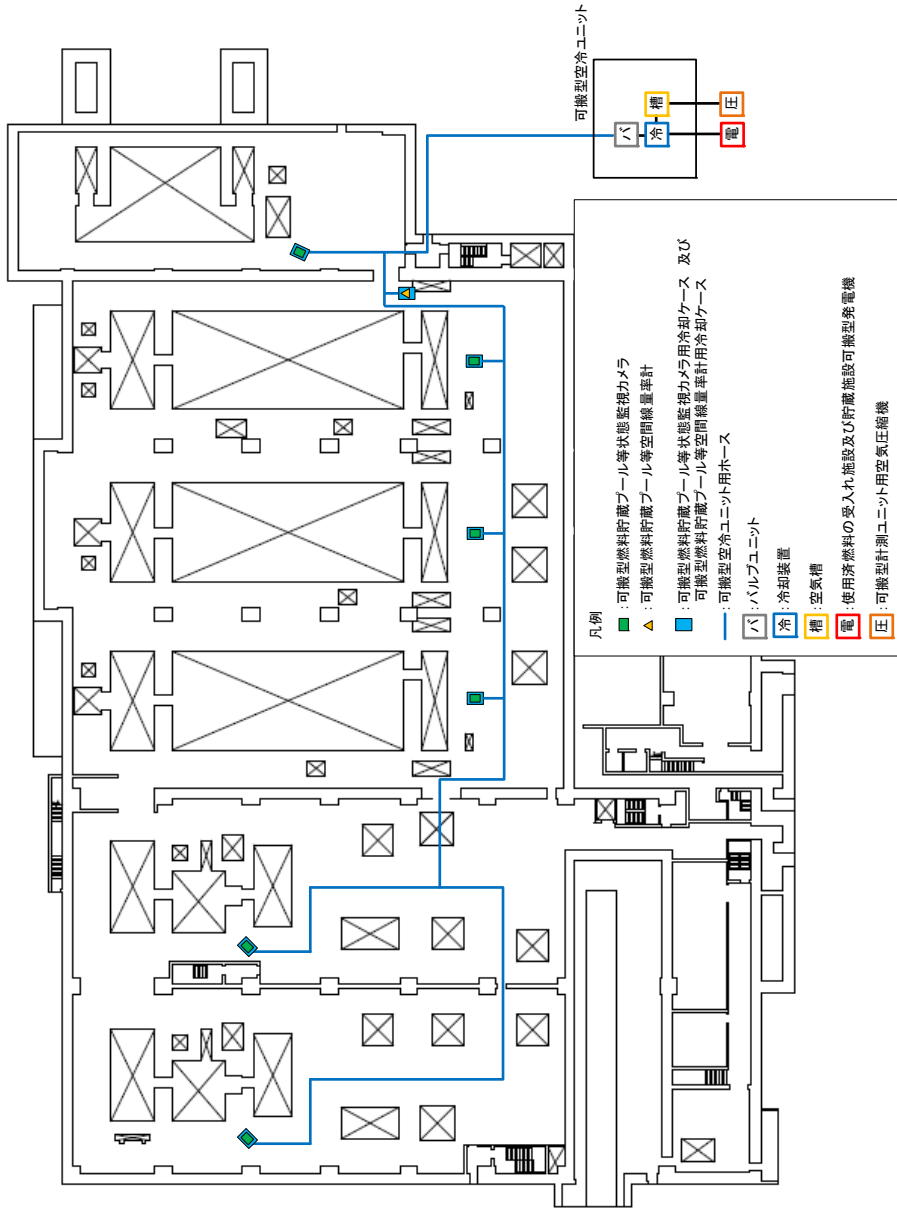 可搬型空冷ユニット
バ
冷
槽
電
圧
凡例
：可搬型燃料貯蔵プール等状態監視カメラ
：可搬型燃料貯蔵プール等空間線量率計
：可搬型燃料貯蔵プール等状態監視カメラ用冷却ケース 及び
可搬型燃料貯蔵プール等空間線量率計用冷却ケース
：可搬型空冷ユニット用ホース
バ：バルブユニット
冷：冷却装置
槽：空気槽
電：使用済燃料の受入れ施設及び貯蔵施設可搬型発電機
圧：可搬型計測ユニット用空気圧縮機